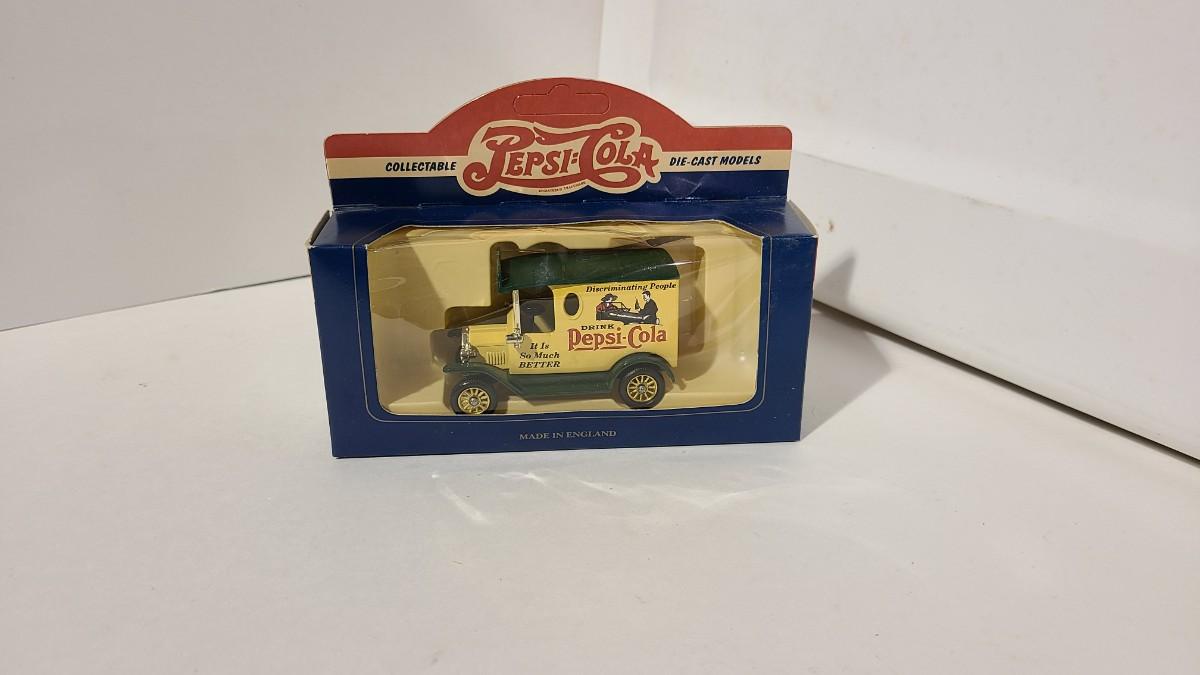 COLLECTABLE PEPSI=COLA DIE-CAST MODELS
Discriminating People
DRINK
Pepsi-Cola
It Is
So Much
BETTER
MADE IN ENGLAND